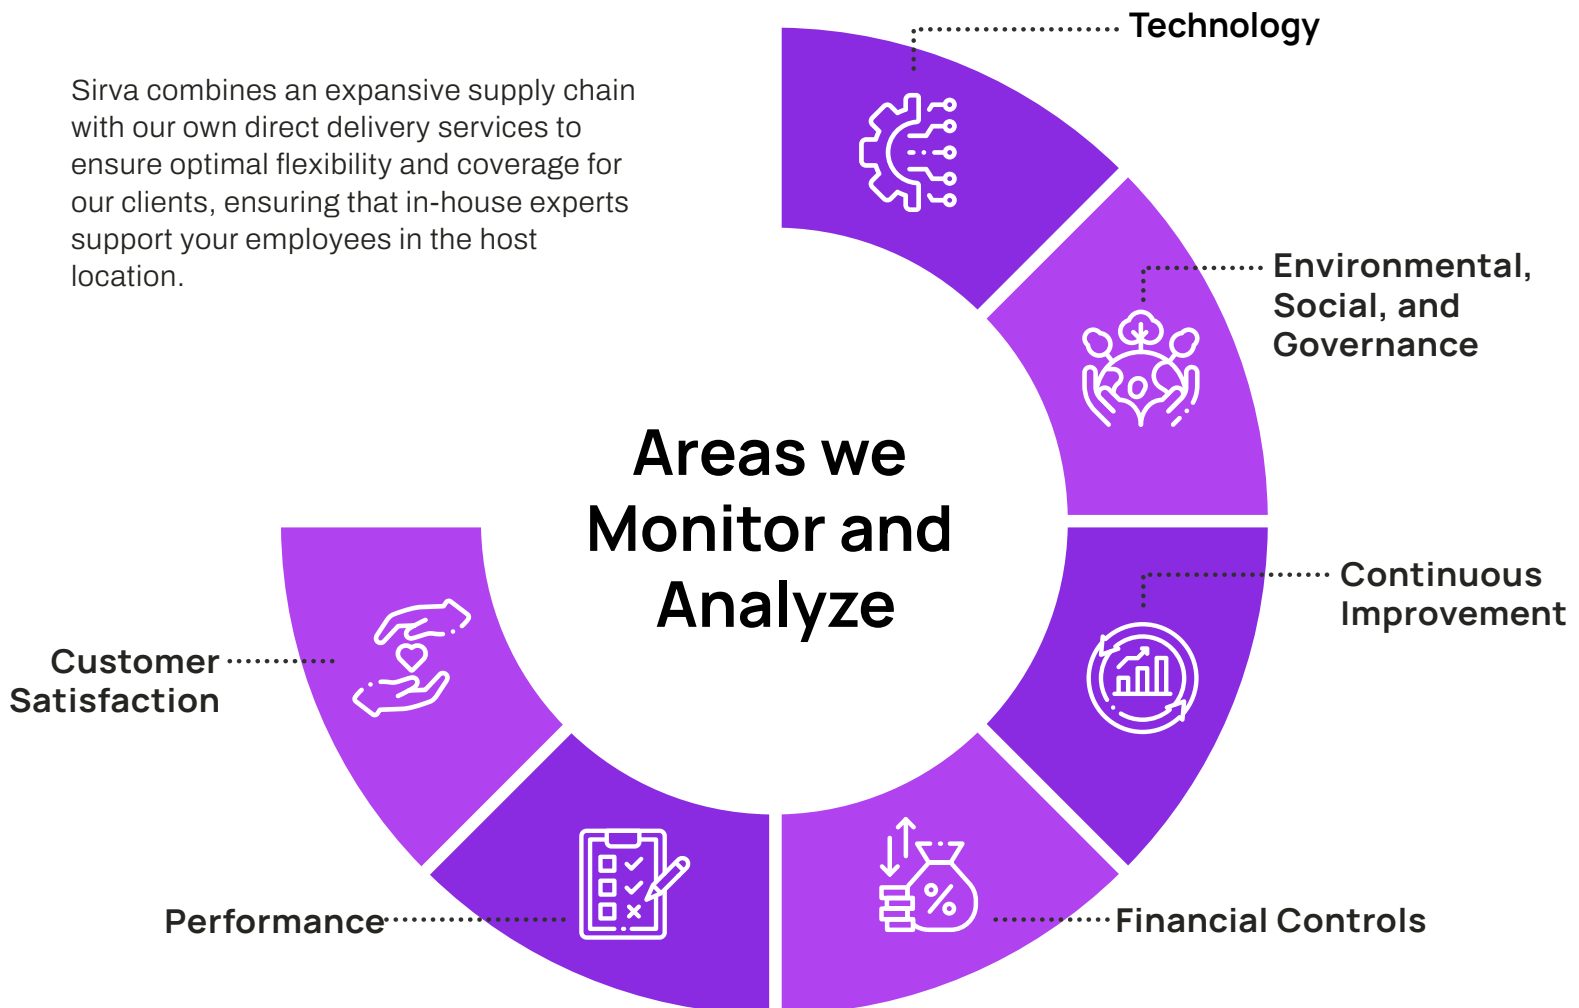 Technology
Sirva combines an expansive supply chain
with our own direct delivery services to
ensure optimal flexibility and coverage for
our clients, ensuring that in-house experts
support your employees in the host
location.
Environmental,
Social, and
Governance
Areas we
Monitor and
Analyze
Continuous
Improvement
Customer
Satisfaction
Performance
Financial Controls